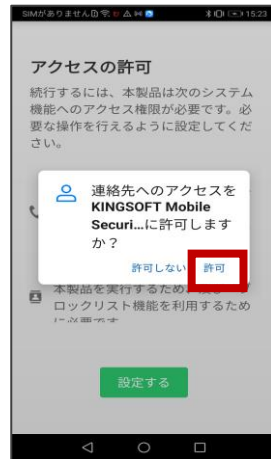 SIMがありません
15:23
アクセスの許可
続行するには、本製品は次のシステム
機能へのアクセス権限が必要です。必
要な操作を行えるように設定してくだ
さい。
連絡先へのアクセスを
KINGSOFT Mobile
Securi...に許可します
か？
許可しない 許可
本製品を実行するため
ロックリスト機能を利用するため
に必要です
設定する